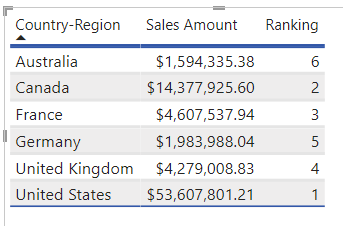 Country-Region Sales Amount Ranking
Australia $1,594,335.38 6
Canada $14,377,925.60 2
France $4,607,537.94 3
Germany $1,983,988.04 5
United Kingdom $4,279,008.83 4
United States $53,607,801.21 1